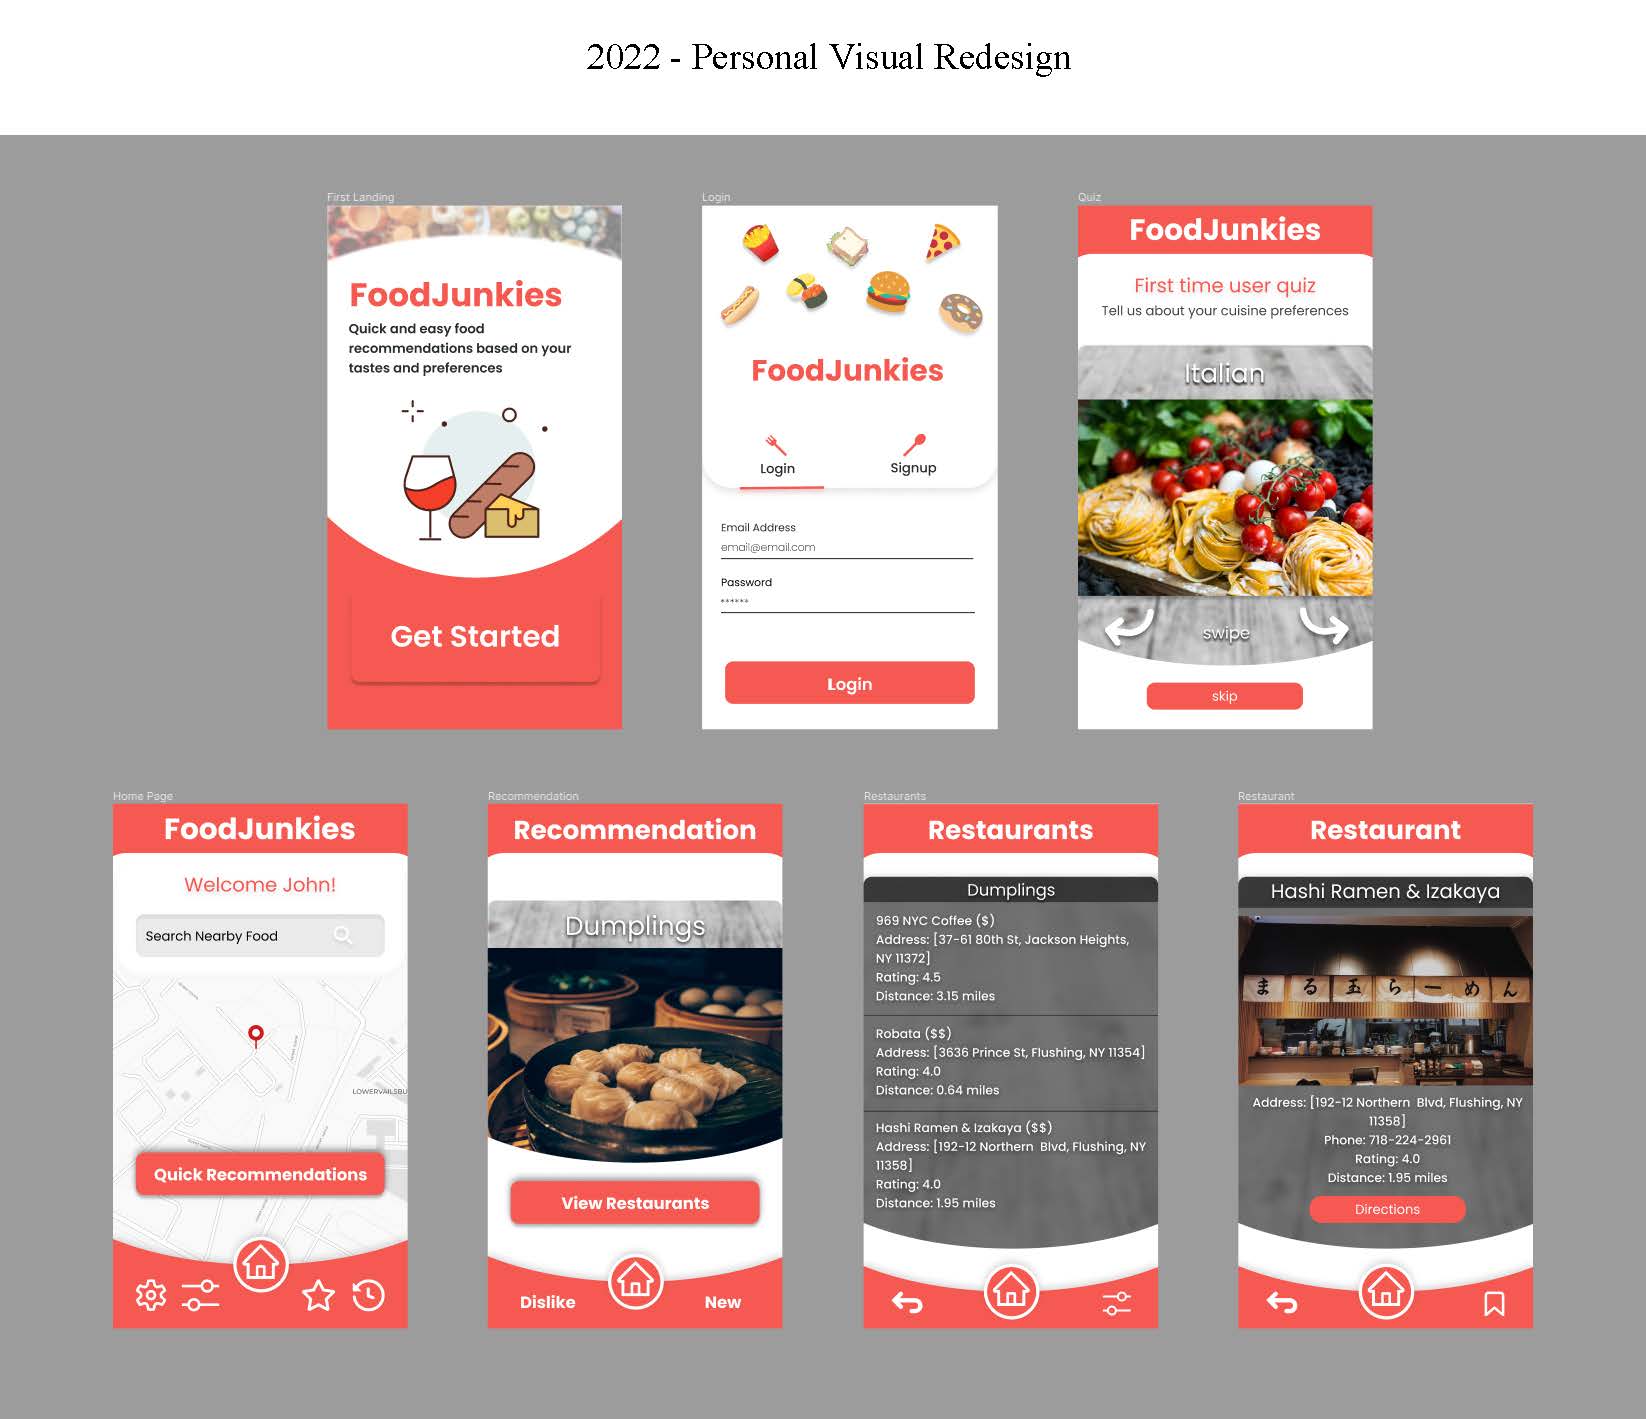 2022 - Personal Visual Redesign
First Landing
FoodJunkies
Quick and easy food
recommendations based on your
tastes and preferences
Get Started
Login
FoodJunkies
Login
Signup
Email Address
email@email.com
Password
******
Login
Quiz
FoodJunkies
First time user quiz
Tell us about your cuisine preferences
Italian
swipe
skip
Home Page
FoodJunkies
Welcome John!
Search Nearby Food
LOWERVAILSBU
Quick Recommendations
Recommendation
Recommendation
Dumplings
View Restaurants
Dislike
New
Restaurants
Restaurants
Dumplings
969 NYC Coffee ($)
Address: [37-61 80th St, Jackson Heights,
NY 11372]
Rating: 4.5
Distance: 3.15 miles
Robata ($$)
Address: [3636 Prince St, Flushing, NY 11354]
Rating: 4.0
Distance: 0.64 miles
Hashi Ramen & Izakaya ($$)
Address: [192-12 Northern  Blvd, Flushing, NY
11358]
Rating: 4.0
Distance: 1.95 miles
Restaurant
Restaurant
Hashi Ramen & Izakaya
まる玉らーめん
Address: [192-12 Northern  Blvd, Flushing, NY
11358]
Phone: 718-224-2961
Rating: 4.0
Distance: 1.95 miles
Directions